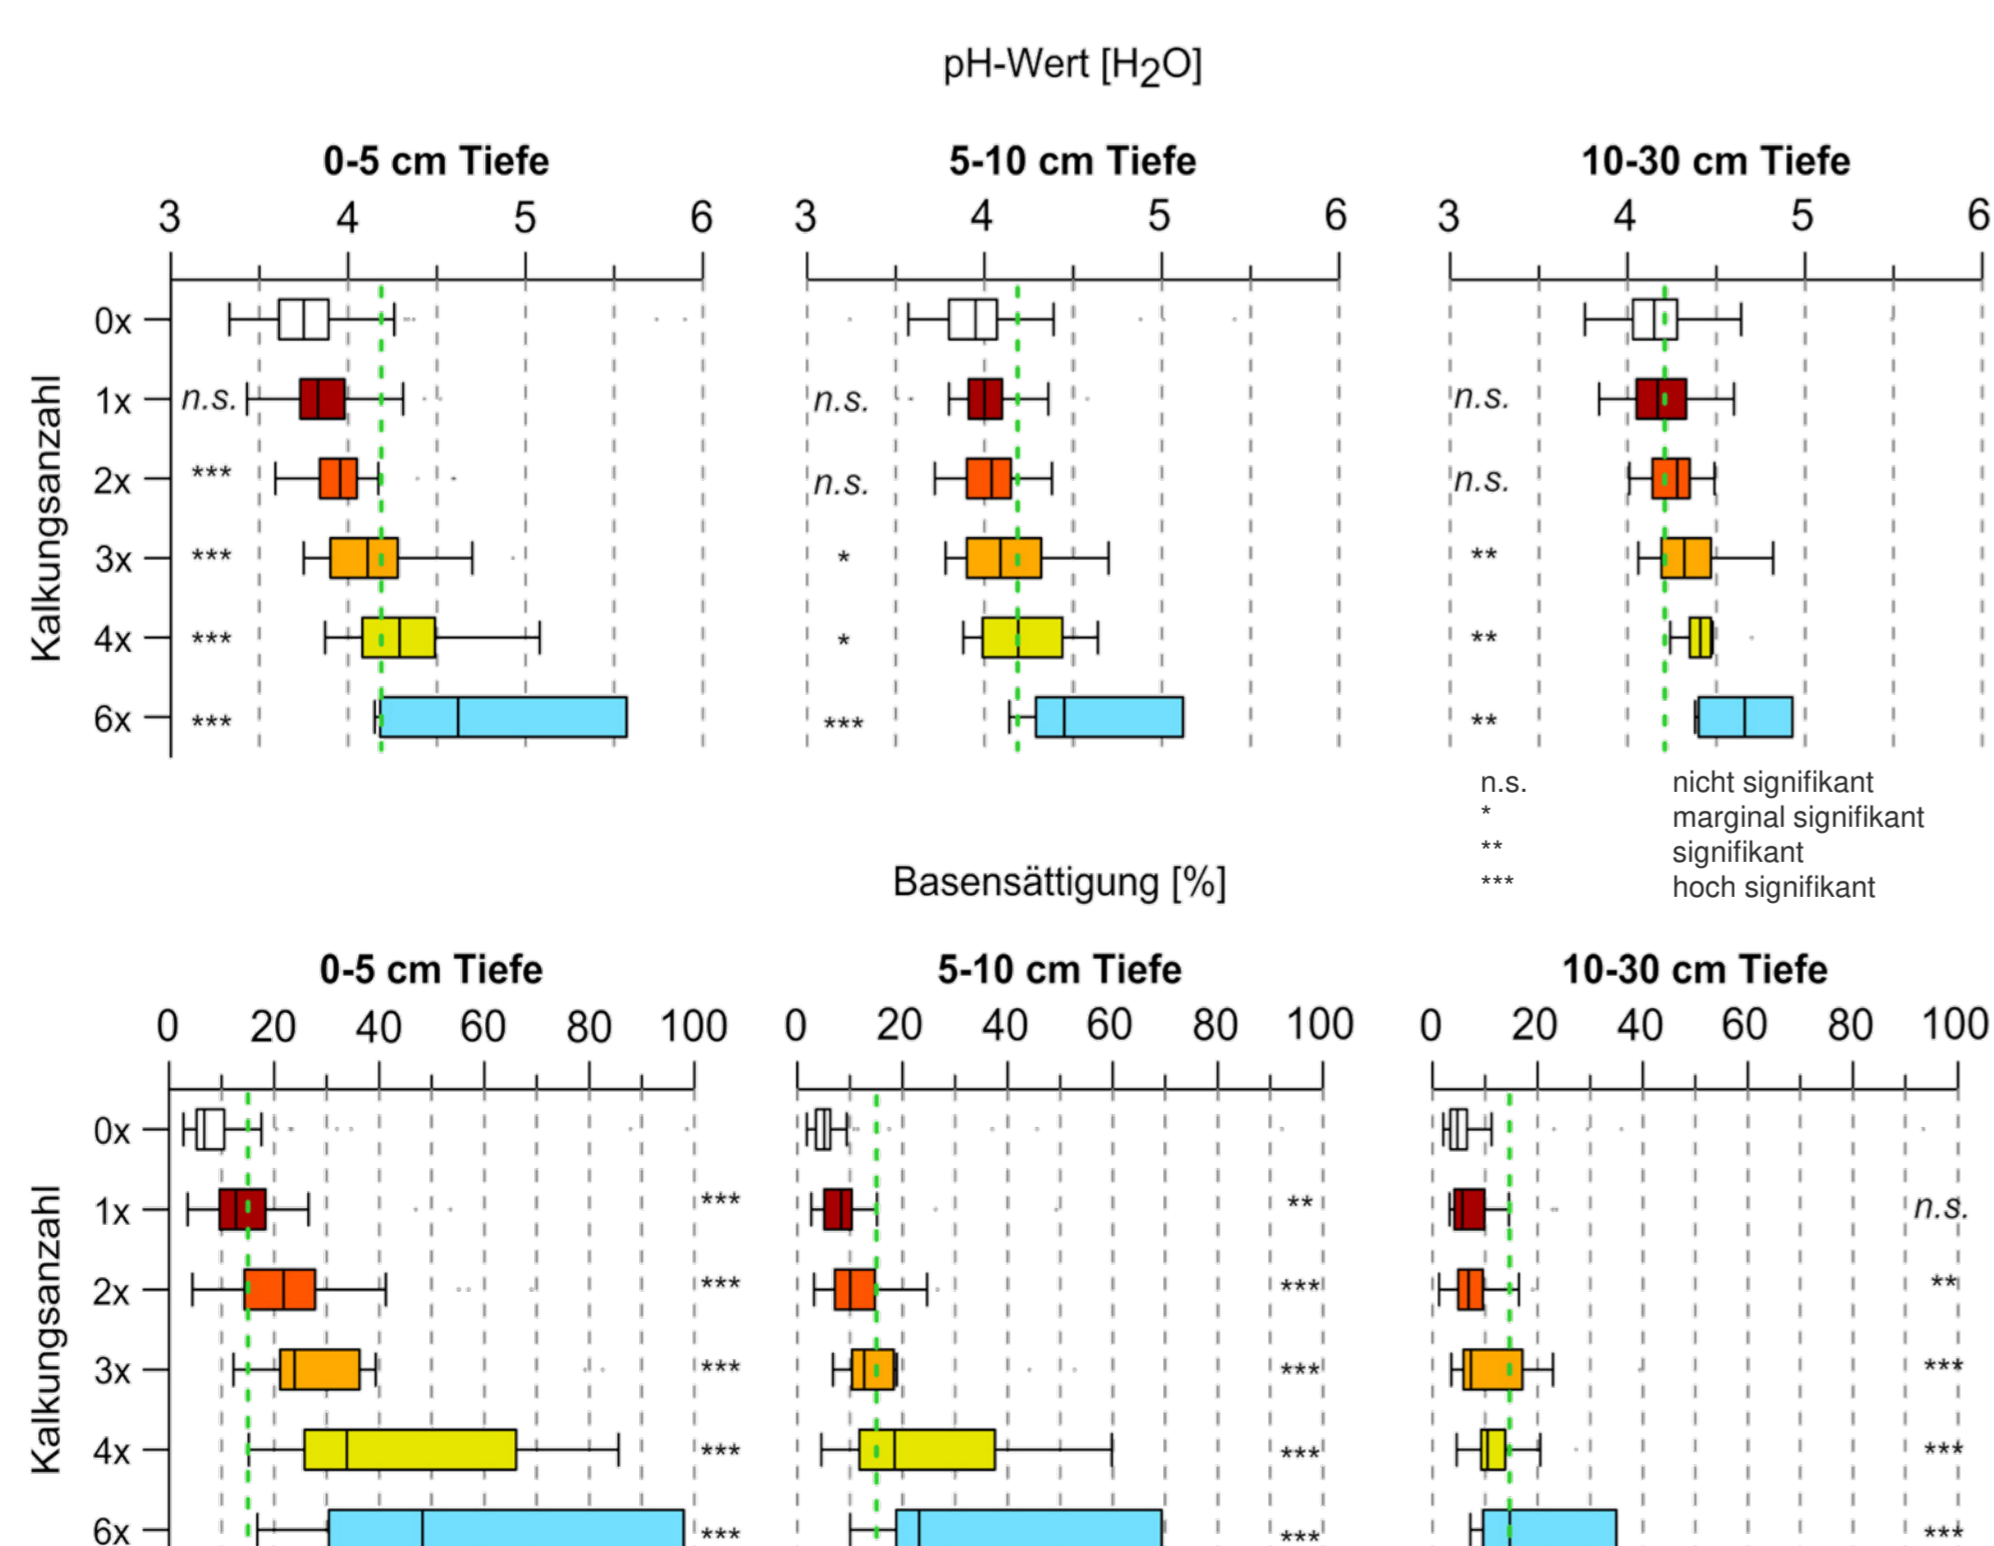 pH-Wert [H2O]
0-5 cm Tiefe 5-10 cm Tiefe 10-30 cm Tiefe
3 4 5 6 3 4 5 6 3 4 5 6
Kalkungsanzahl
0x
1x n.s. n.s. n.s.
2x *** n.s. n.s.
3x *** * **
4x *** * **
6x *** *** **
n.s. nicht signifikant
* marginal signifikant
** signifikant
*** hoch signifikant
Basensättigung [%]
0-5 cm Tiefe 5-10 cm Tiefe 10-30 cm Tiefe
0 20 40 60 80 100 0 20 40 60 80 100 0 20 40 60 80 100
Kalkungsanzahl
0x
1x *** ** n.s.
2x *** *** **
3x *** *** ***
4x *** *** ***
6x *** *** ***